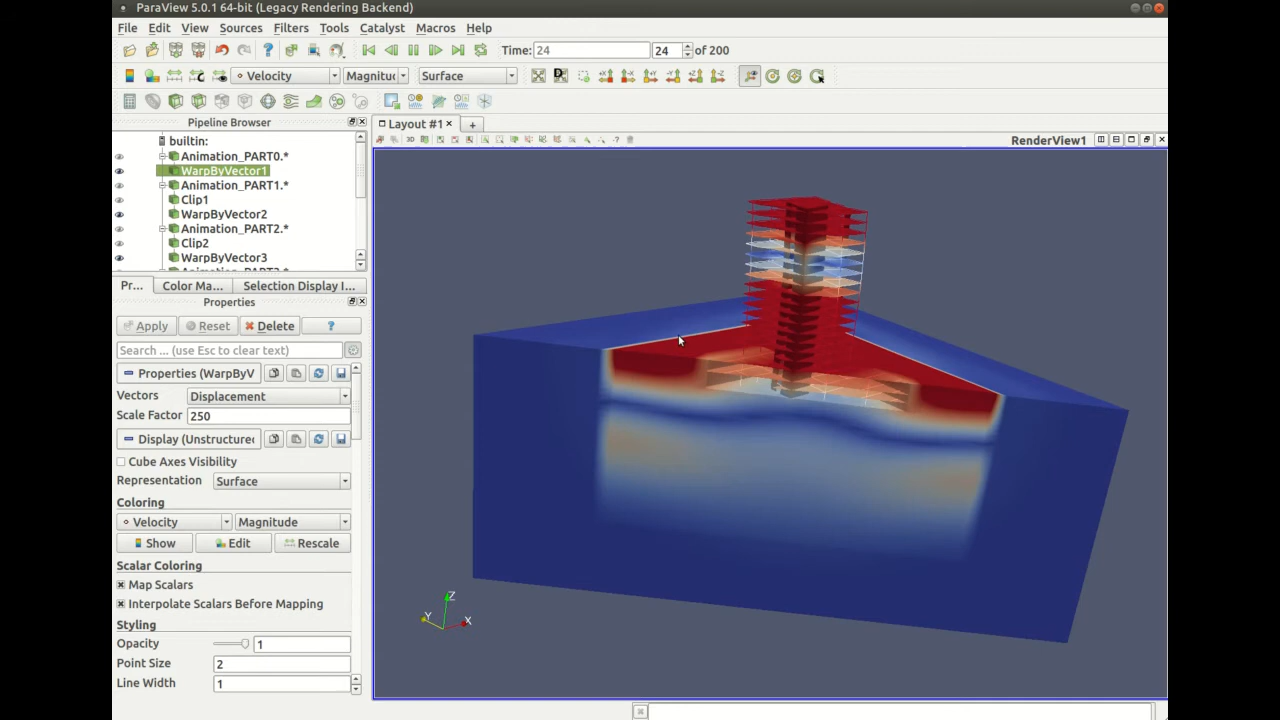 ParaView 5.0.1 64-bit (Legacy Rendering Backend)
File Edit View Sources Filters Tools Catalyst Macros Help
Time: 24 24 of 200
Velocity Magnitu Surface
Pipeline Browser
Layout #1
builtin:
RenderView1
Animation_PART0.*
WarpByVector1
Animation_PART1.*
Clip1
WarpByVector2
Animation_PART2.*
Clip2
WarpByVector3
Pr... Color Ma... Selection Display I...
Properties
Apply Reset Delete ?
Search ... (use Esc to clear text)
Properties (WarpByV
Vectors Displacement
Scale Factor 250
Display (Unstructured
Cube Axes Visibility
Representation Surface
Coloring
Velocity Magnitude
Show Edit Rescale
Scalar Coloring
Map Scalars
Interpolate Scalars Before Mapping
Styling
Opacity 1
Point Size 2
Line Width 1
Z
Y
X